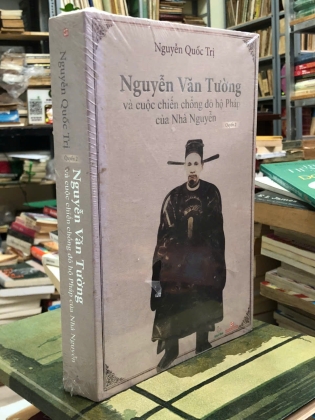 Nguyễn Quốc Trị
Nguyễn Văn Tường
và cuộc chiến chống đô hộ Pháp
của Nhà Nguyễn
Nguyễn Quốc Trị
Nguyễn Văn Tường
và cuộc chiến chống đô hộ Pháp của Nhà Nguyễn